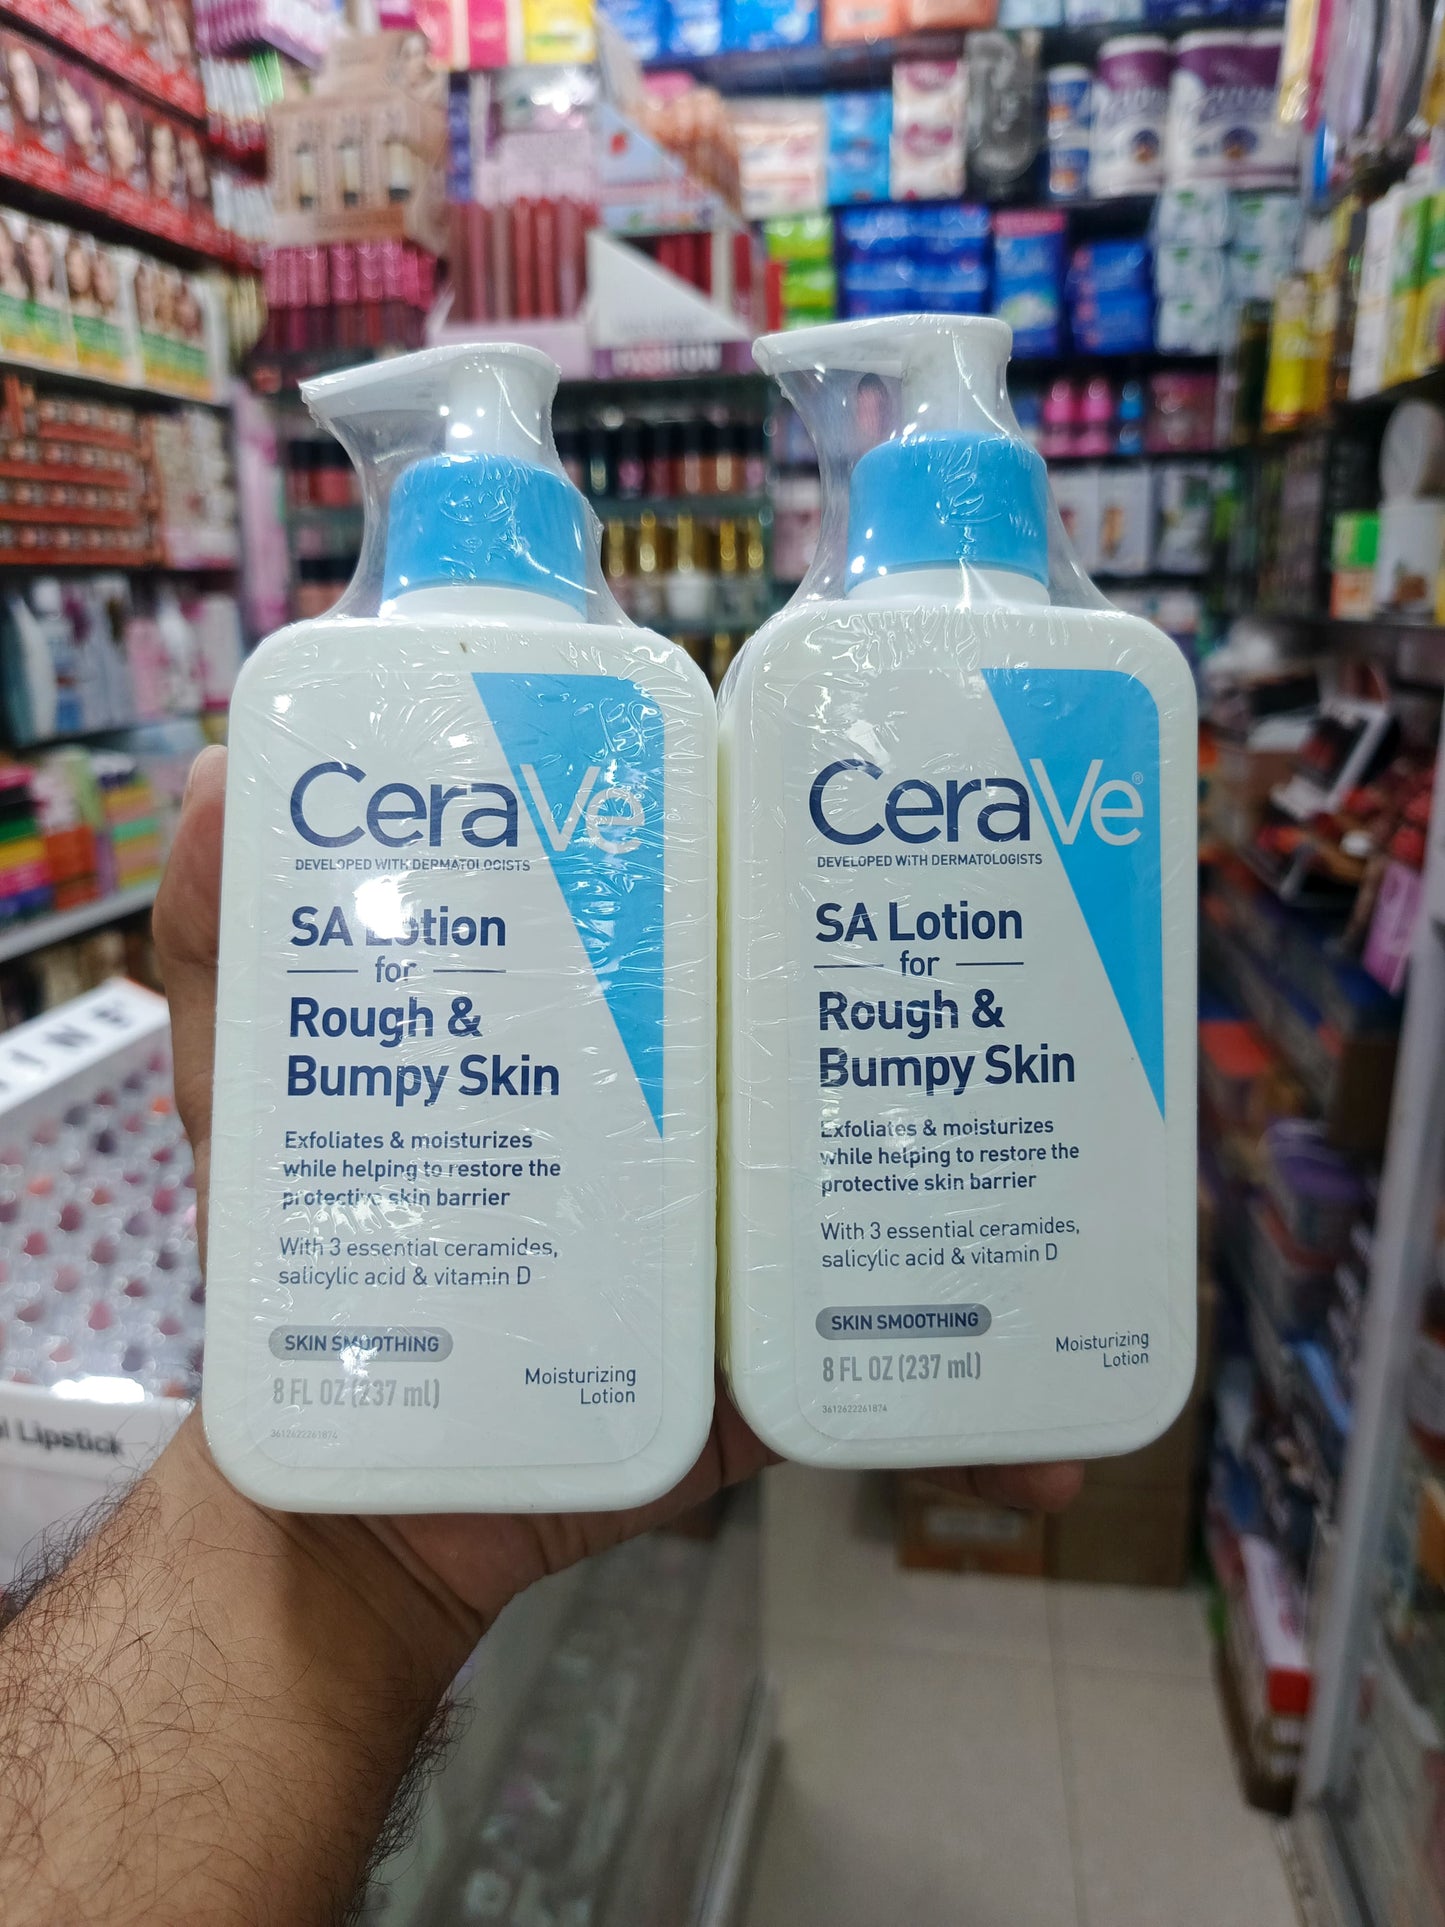 FASHION
CeraVe
DEVELOPED WITH DERMATOLOGISTS
SA Lotion
for
Rough &
Bumpy Skin
Exfoliates & moisturizes
while helping to restore the
protective skin barrier
With 3 essential ceramides,
salicylic acid & vitamin D
SKIN SMOOTHING
8 FL OZ (237 ml)
Moisturizing
Lotion
3612622261874
CeraVe®
DEVELOPED WITH DERMATOLOGISTS
SA Lotion
for
Rough &
Bumpy Skin
Exfoliates & moisturizes
while helping to restore the
protective skin barrier
With 3 essential ceramides,
salicylic acid & vitamin D
SKIN SMOOTHING
8 FL OZ (237 ml)
Moisturizing
Lotion
3612622261874
Lipstick